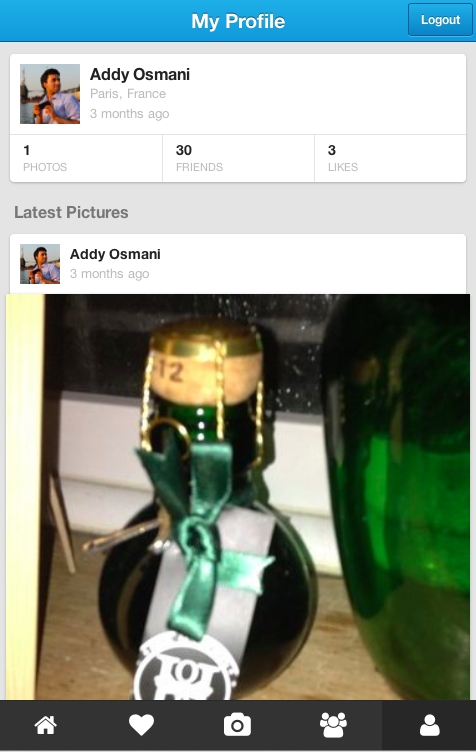 My Profile
Logout
Addy Osmani
Paris, France
3 months ago
1
PHOTOS
30
FRIENDS
3
LIKES
Latest Pictures
Addy Osmani
3 months ago
12